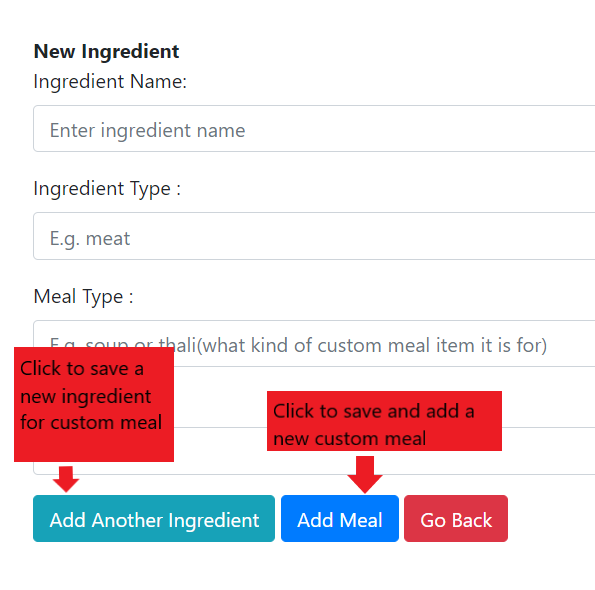 New Ingredient
Ingredient Name:
Enter ingredient name
Ingredient Type :
E.g. meat
Meal Type :
E.g. soup or thali(what kind of custom meal item it is for)
Click to save a
new ingredient
for custom meal
Click to save and add a
new custom meal
Add Another Ingredient
Add Meal
Go Back